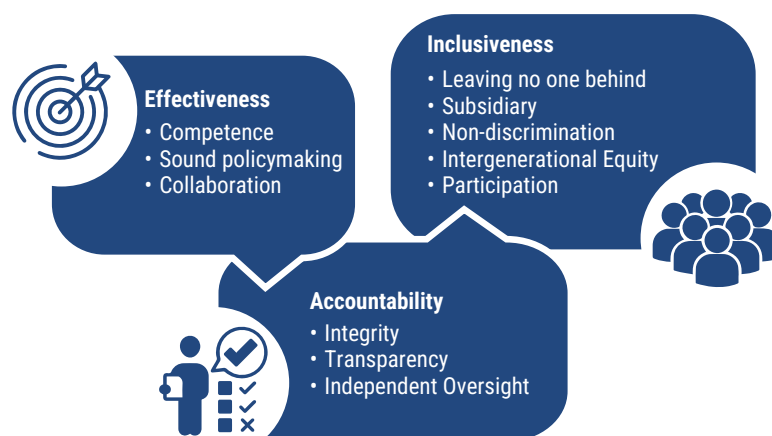 Effectiveness
• Competence
• Sound policymaking
• Collaboration
Inclusiveness
• Leaving no one behind
• Subsidiary
• Non-discrimination
• Intergenerational Equity
• Participation
Accountability
• Integrity
• Transparency
• Independent Oversight